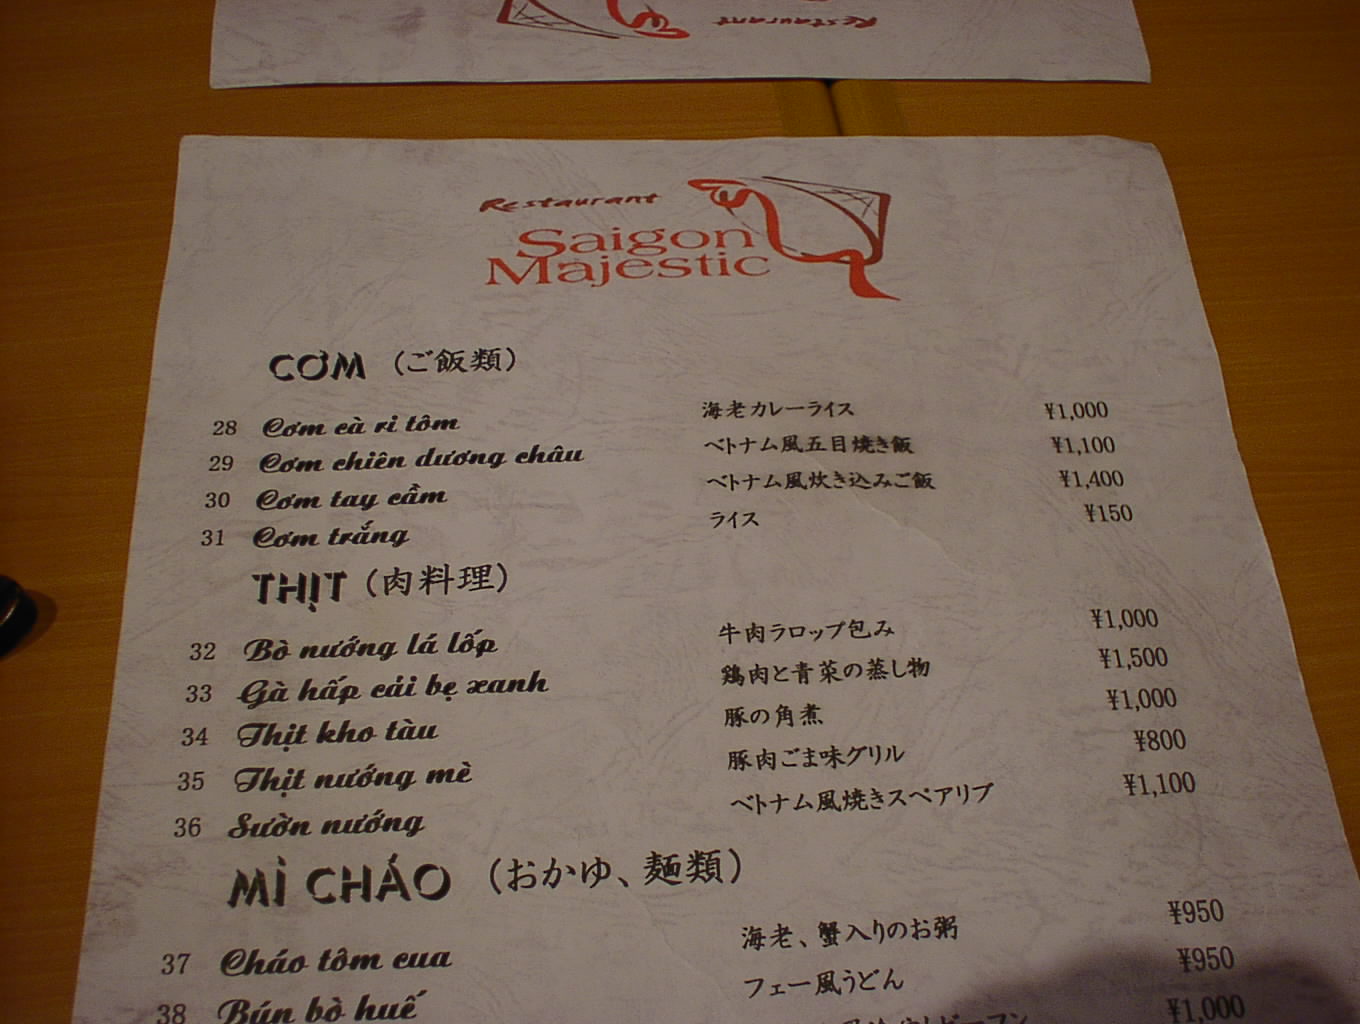 Restaurant
Restaurant
Saigon
Majestic
CƠM (ご飯類)
28 Cơm cà ri tôm 海老カレーライス ¥1,000
29 Cơm chiên dương châu ベトナム風五目焼き飯 ¥1,100
30 Cơm tay cầm ベトナム風炊き込みご飯 ¥1,400
31 Cơm trắng ライス ¥150
THỊT (肉料理)
32 Bò nướng lá lốp 牛肉ラロップ包み ¥1,000
33 Gà hấp cải bẹ xanh 鶏肉と青菜の蒸し物 ¥1,500
34 Thịt kho tàu 豚の角煮 ¥1,000
35 Thịt nướng mè 豚肉ごま味グリル ¥800
36 Sườn nướng ベトナム風焼きスペアリブ ¥1,100
MÌ CHÁO (おかゆ、麺類)
37 Cháo tôm cua 海老、蟹入りのお粥 ¥950
38 Bún bò huế フェー風うどん ¥950
¥1,000